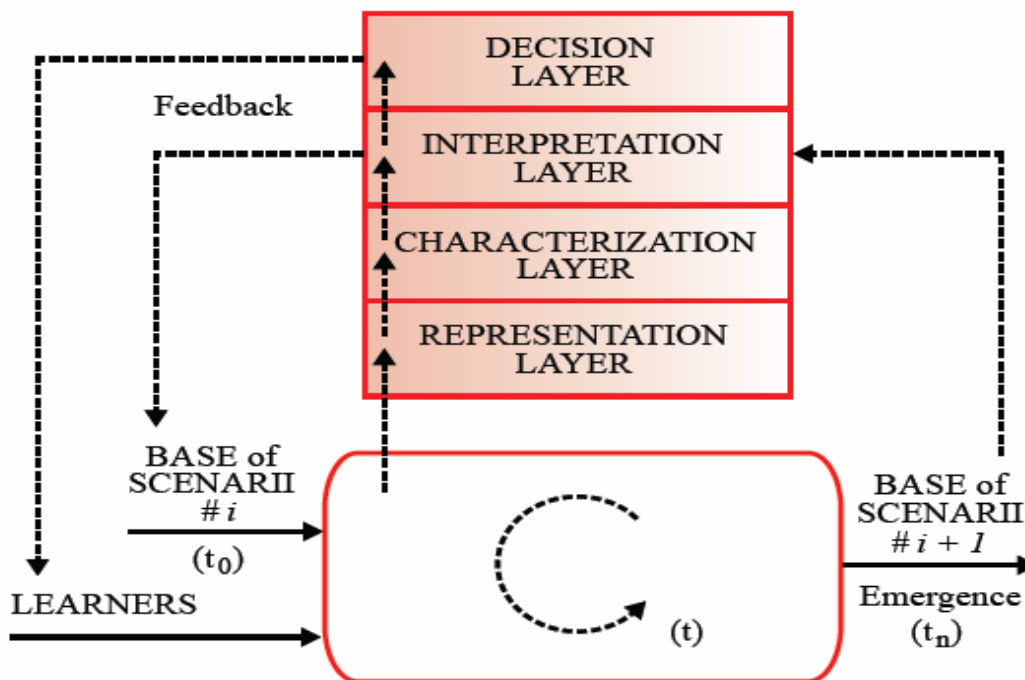 DECISION
LAYER
Feedback
INTERPRETATION
LAYER
CHARACTERIZATION
LAYER
REPRESENTATION
LAYER
BASE of
SCENARII
# i
(t₀)
LEARNERS
(t)
BASE of
SCENARII
# i + 1
Emergence
(tₙ)